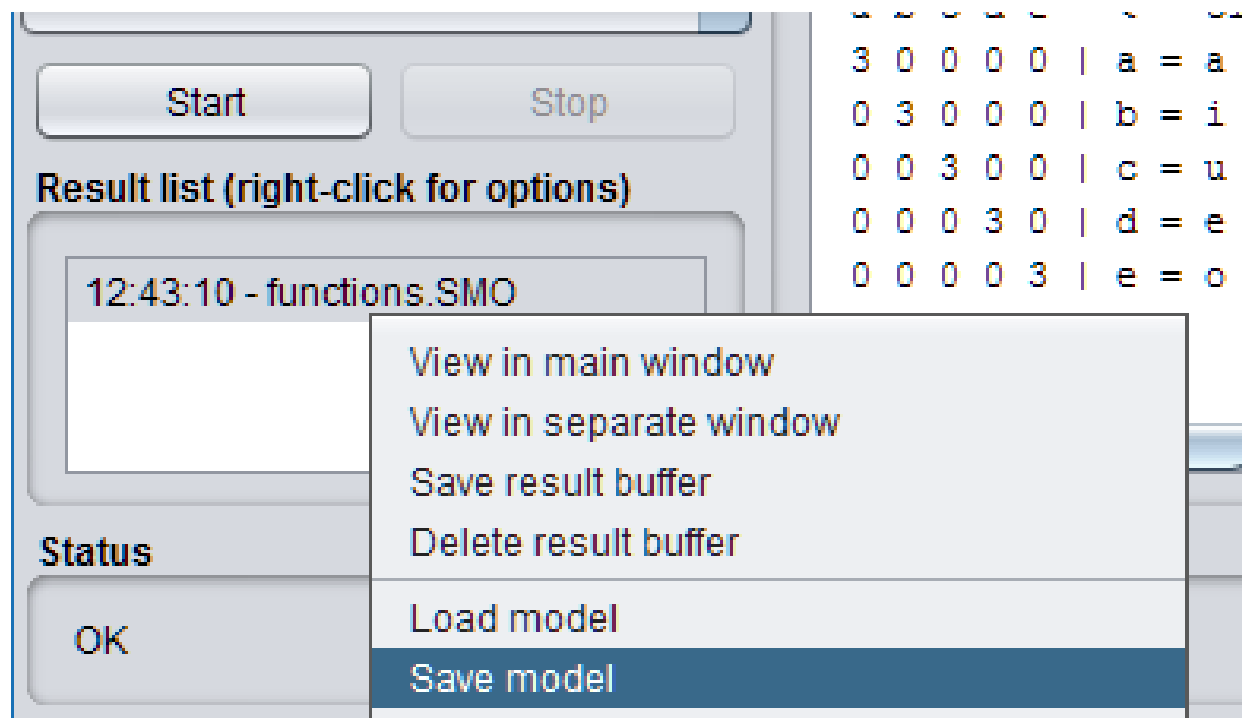 Start
Stop
Result list (right-click for options)
12:43:10 - functions.SMO
View in main window
View in separate window
Save result buffer
Delete result buffer
Load model
Save model
Status
OK
3 0 0 0 0 | a = a
0 3 0 0 0 | b = i
0 0 3 0 0 | c = u
0 0 0 3 0 | d = e
0 0 0 0 3 | e = o